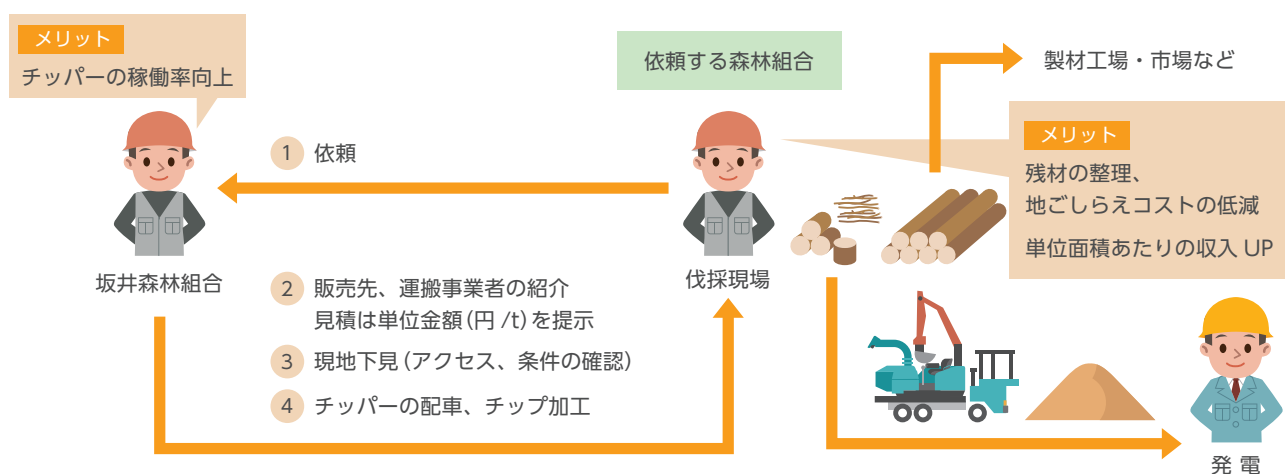 メリット
チッパーの稼働率向上
坂井森林組合
1 依頼
2 販売先、運搬事業者の紹介
見積は単位金額(円 /t)を提示
3 現地下見(アクセス、条件の確認)
4 チッパーの配車、チップ加工
依頼する森林組合
伐採現場
製材工場・市場など
メリット
残材の整理、
地ごしらえコストの低減
単位面積あたりの収入 UP
発 電